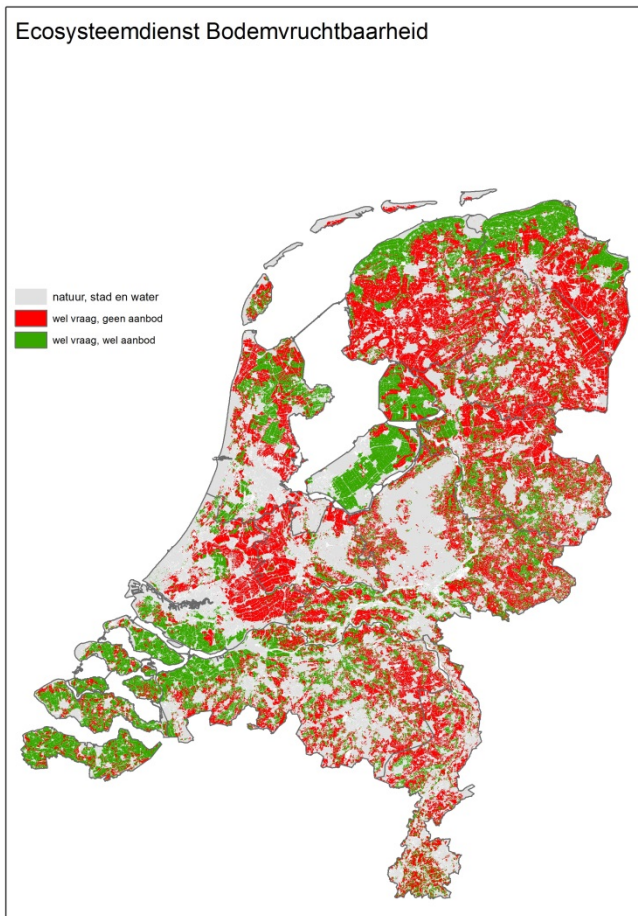 Ecosysteemdienst Bodemvruchtbaarheid
natuur, stad en water
wel vraag, geen aanbod
wel vraag, wel aanbod